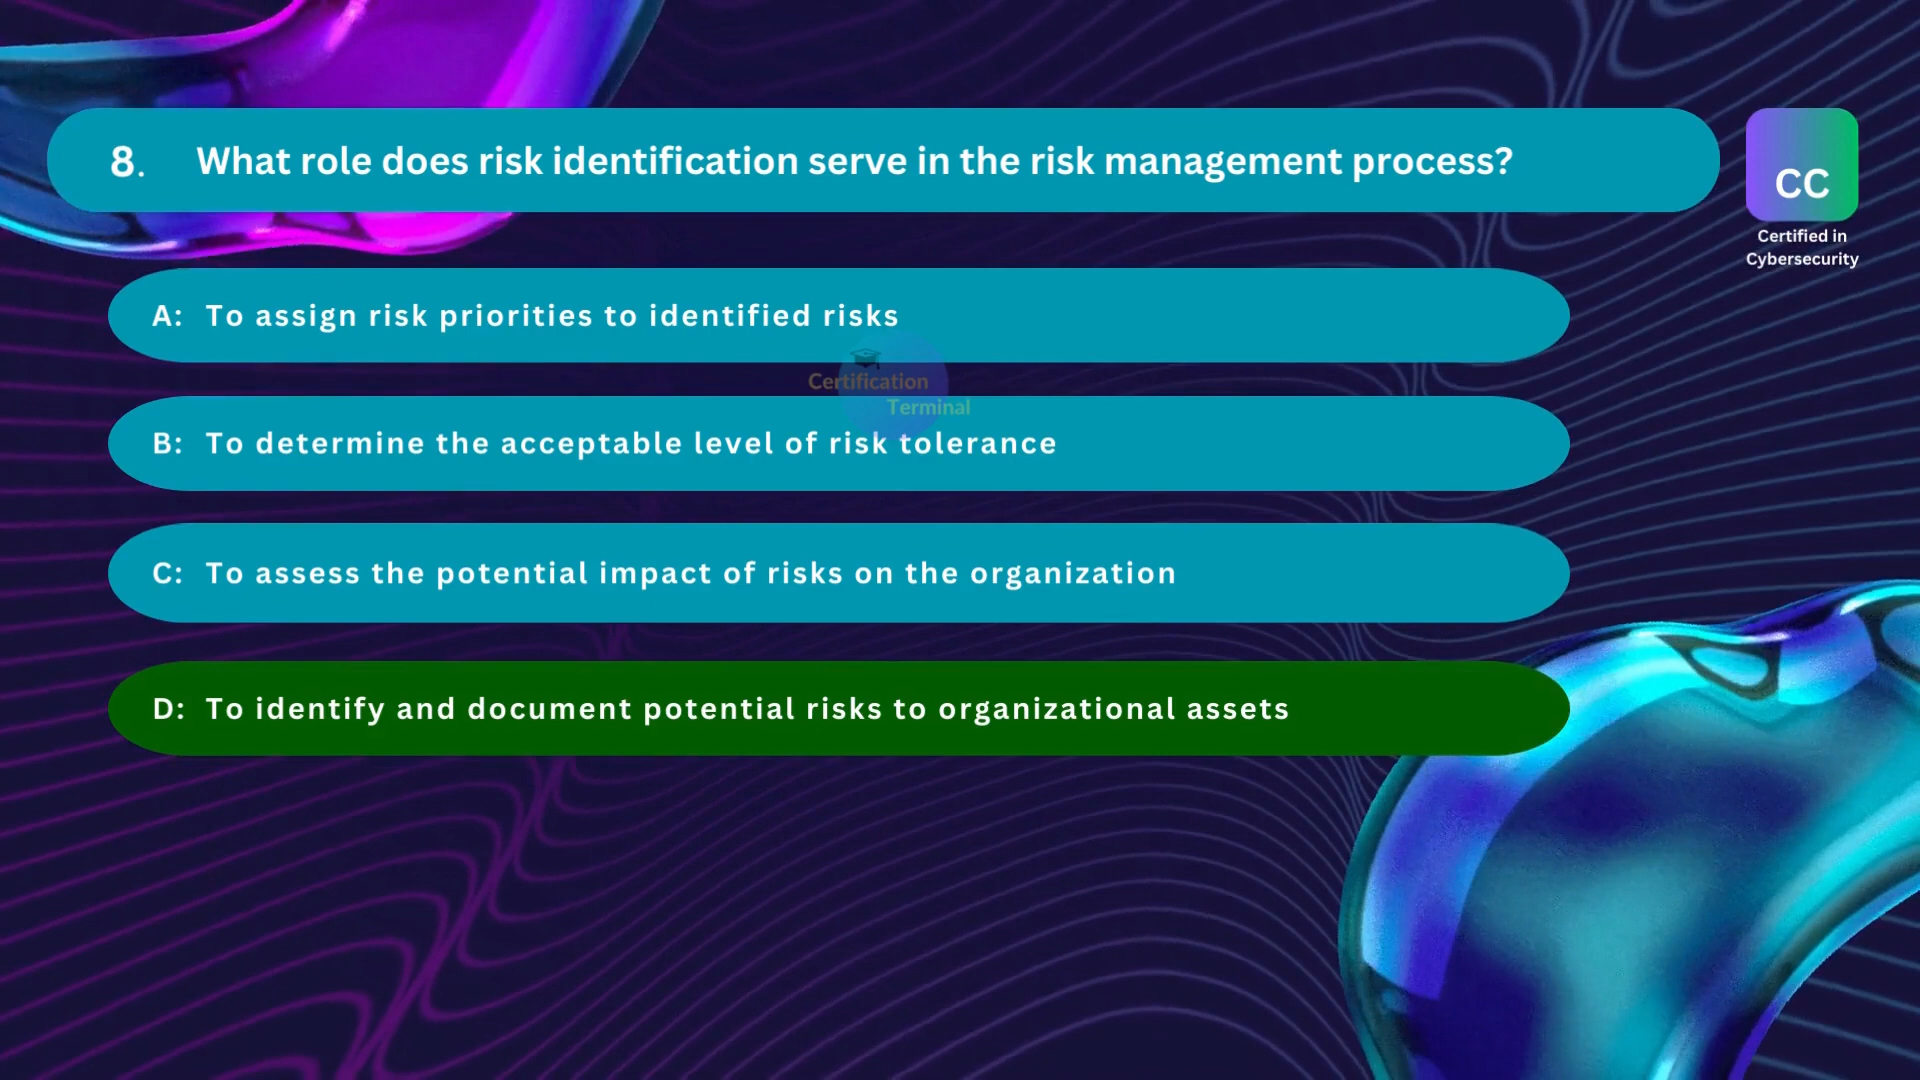 8. What role does risk identification serve in the risk management process?
CC
Certified in
Cybersecurity
A: To assign risk priorities to identified risks
Certification
Terminal
B: To determine the acceptable level of risk tolerance
C: To assess the potential impact of risks on the organization
D: To identify and document potential risks to organizational assets